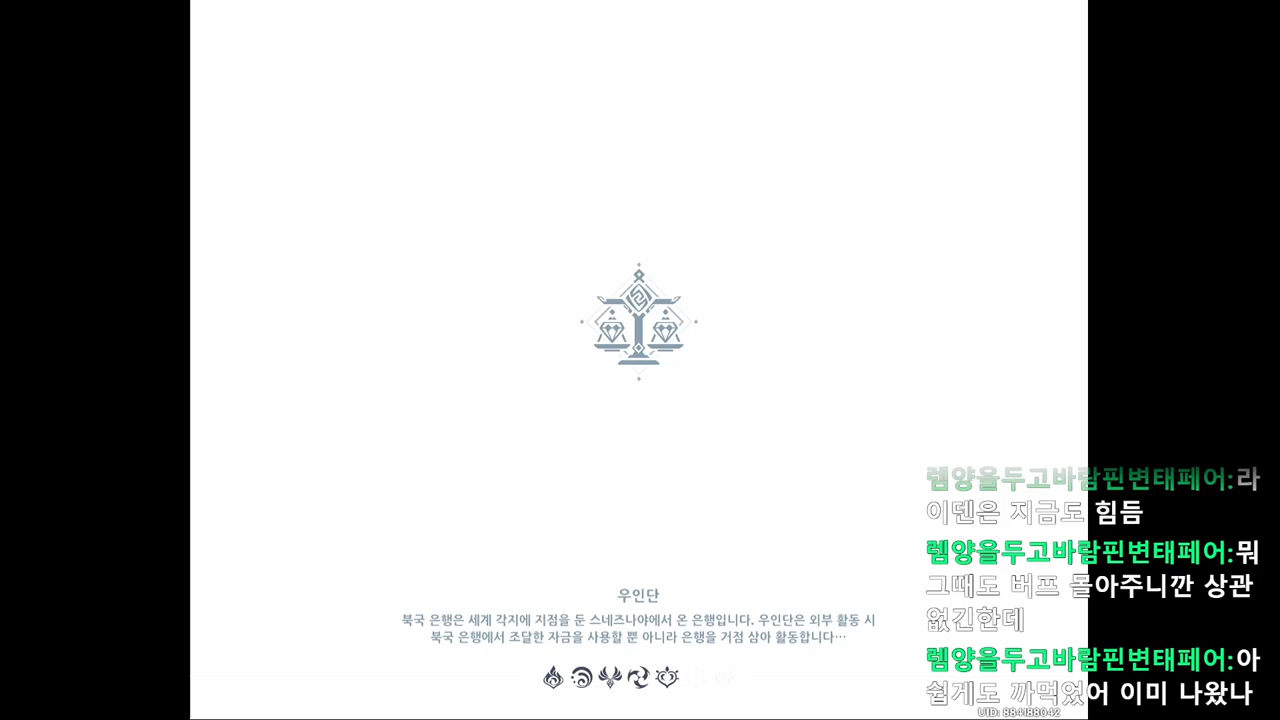 우인단
북국 은행은 세계 각지에 지점을 둔 스네즈나야에서 온 은행입니다. 우인단은 외부 활동 시
북국 은행에서 조달한 자금을 사용할 뿐 아니라 은행을 거점 삼아 활동합니다…
렘양을두고바람핀변태페어:라
이덴은 지금도 힘듬
렘양을두고바람핀변태페어:뭐
그때도 버프 몰아주니깐 상관
없긴한데
렘양을두고바람핀변태페어:아
쉽게도 까먹었어 이미 나왔나
UID: 884188042